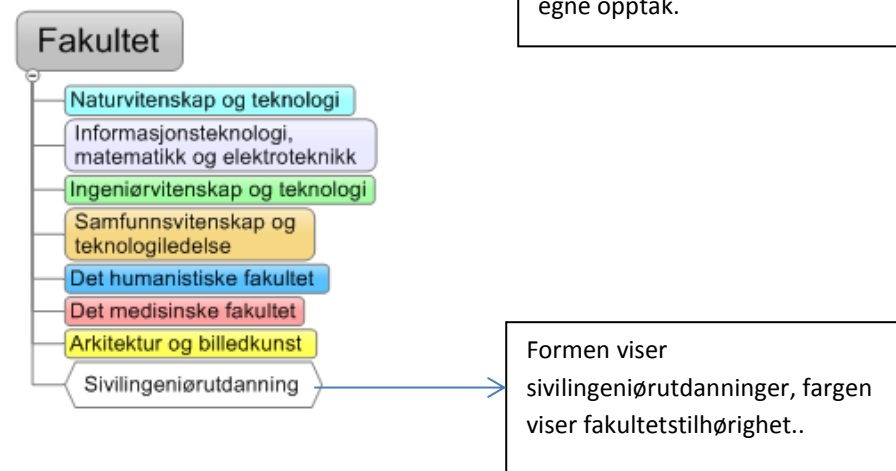 egne opptak.
Fakultet
Naturvitenskap og teknologi
Informasjonsteknologi,
matematikk og elektroteknikk
Ingeniørvitenskap og teknologi
Samfunnsvitenskap og
teknologiledelse
Det humanistiske fakultet
Det medisinske fakultet
Arkitektur og billedkunst
Sivilingeniørutdanning
Formen viser
sivilingeniørutdanninger, fargen
viser fakultetstilhørighet..